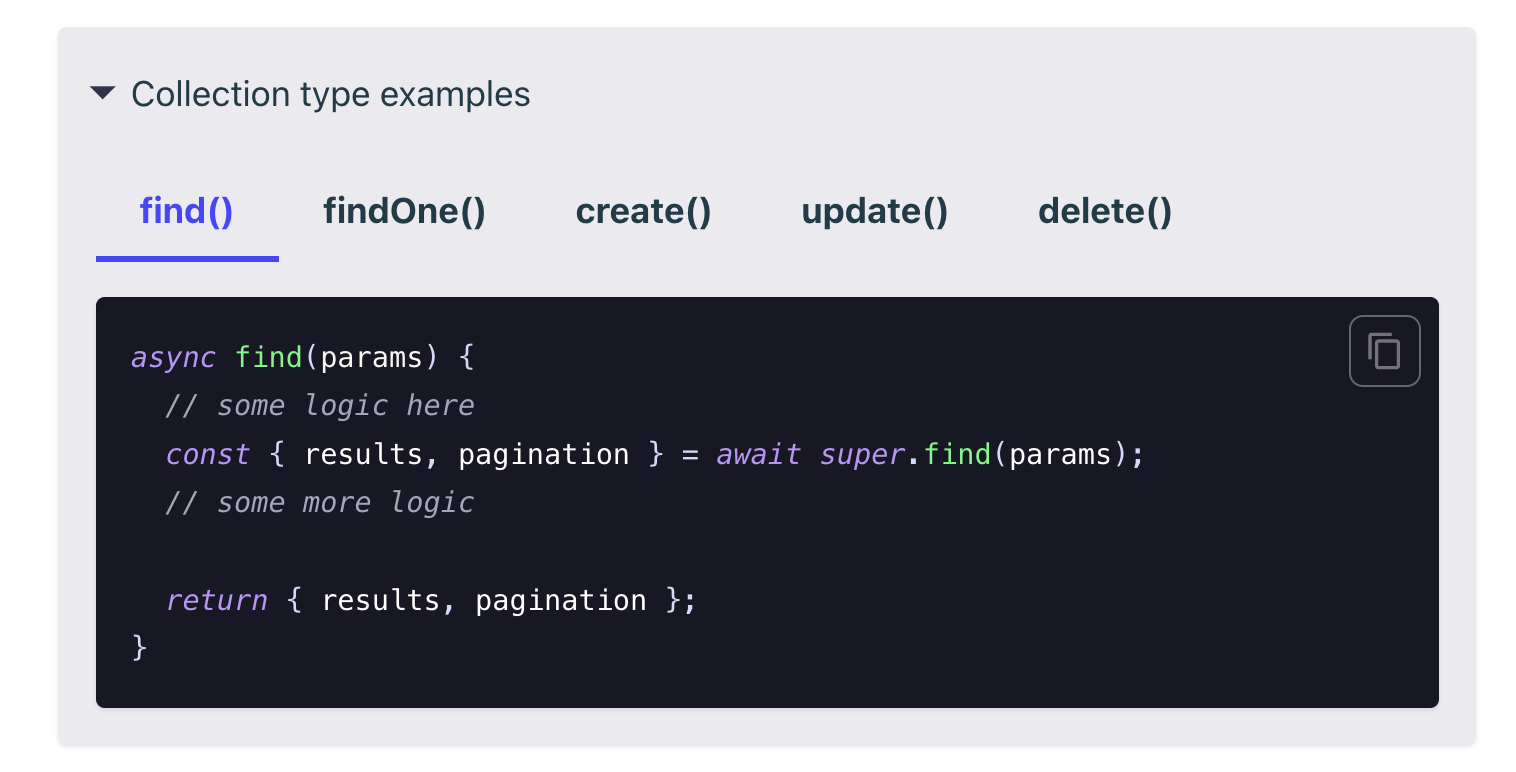 Collection type examples
find() findOne() create() update() delete()
async find(params) {
  // some logic here
  const { results, pagination } = await super.find(params);
  // some more logic

  return { results, pagination };
}